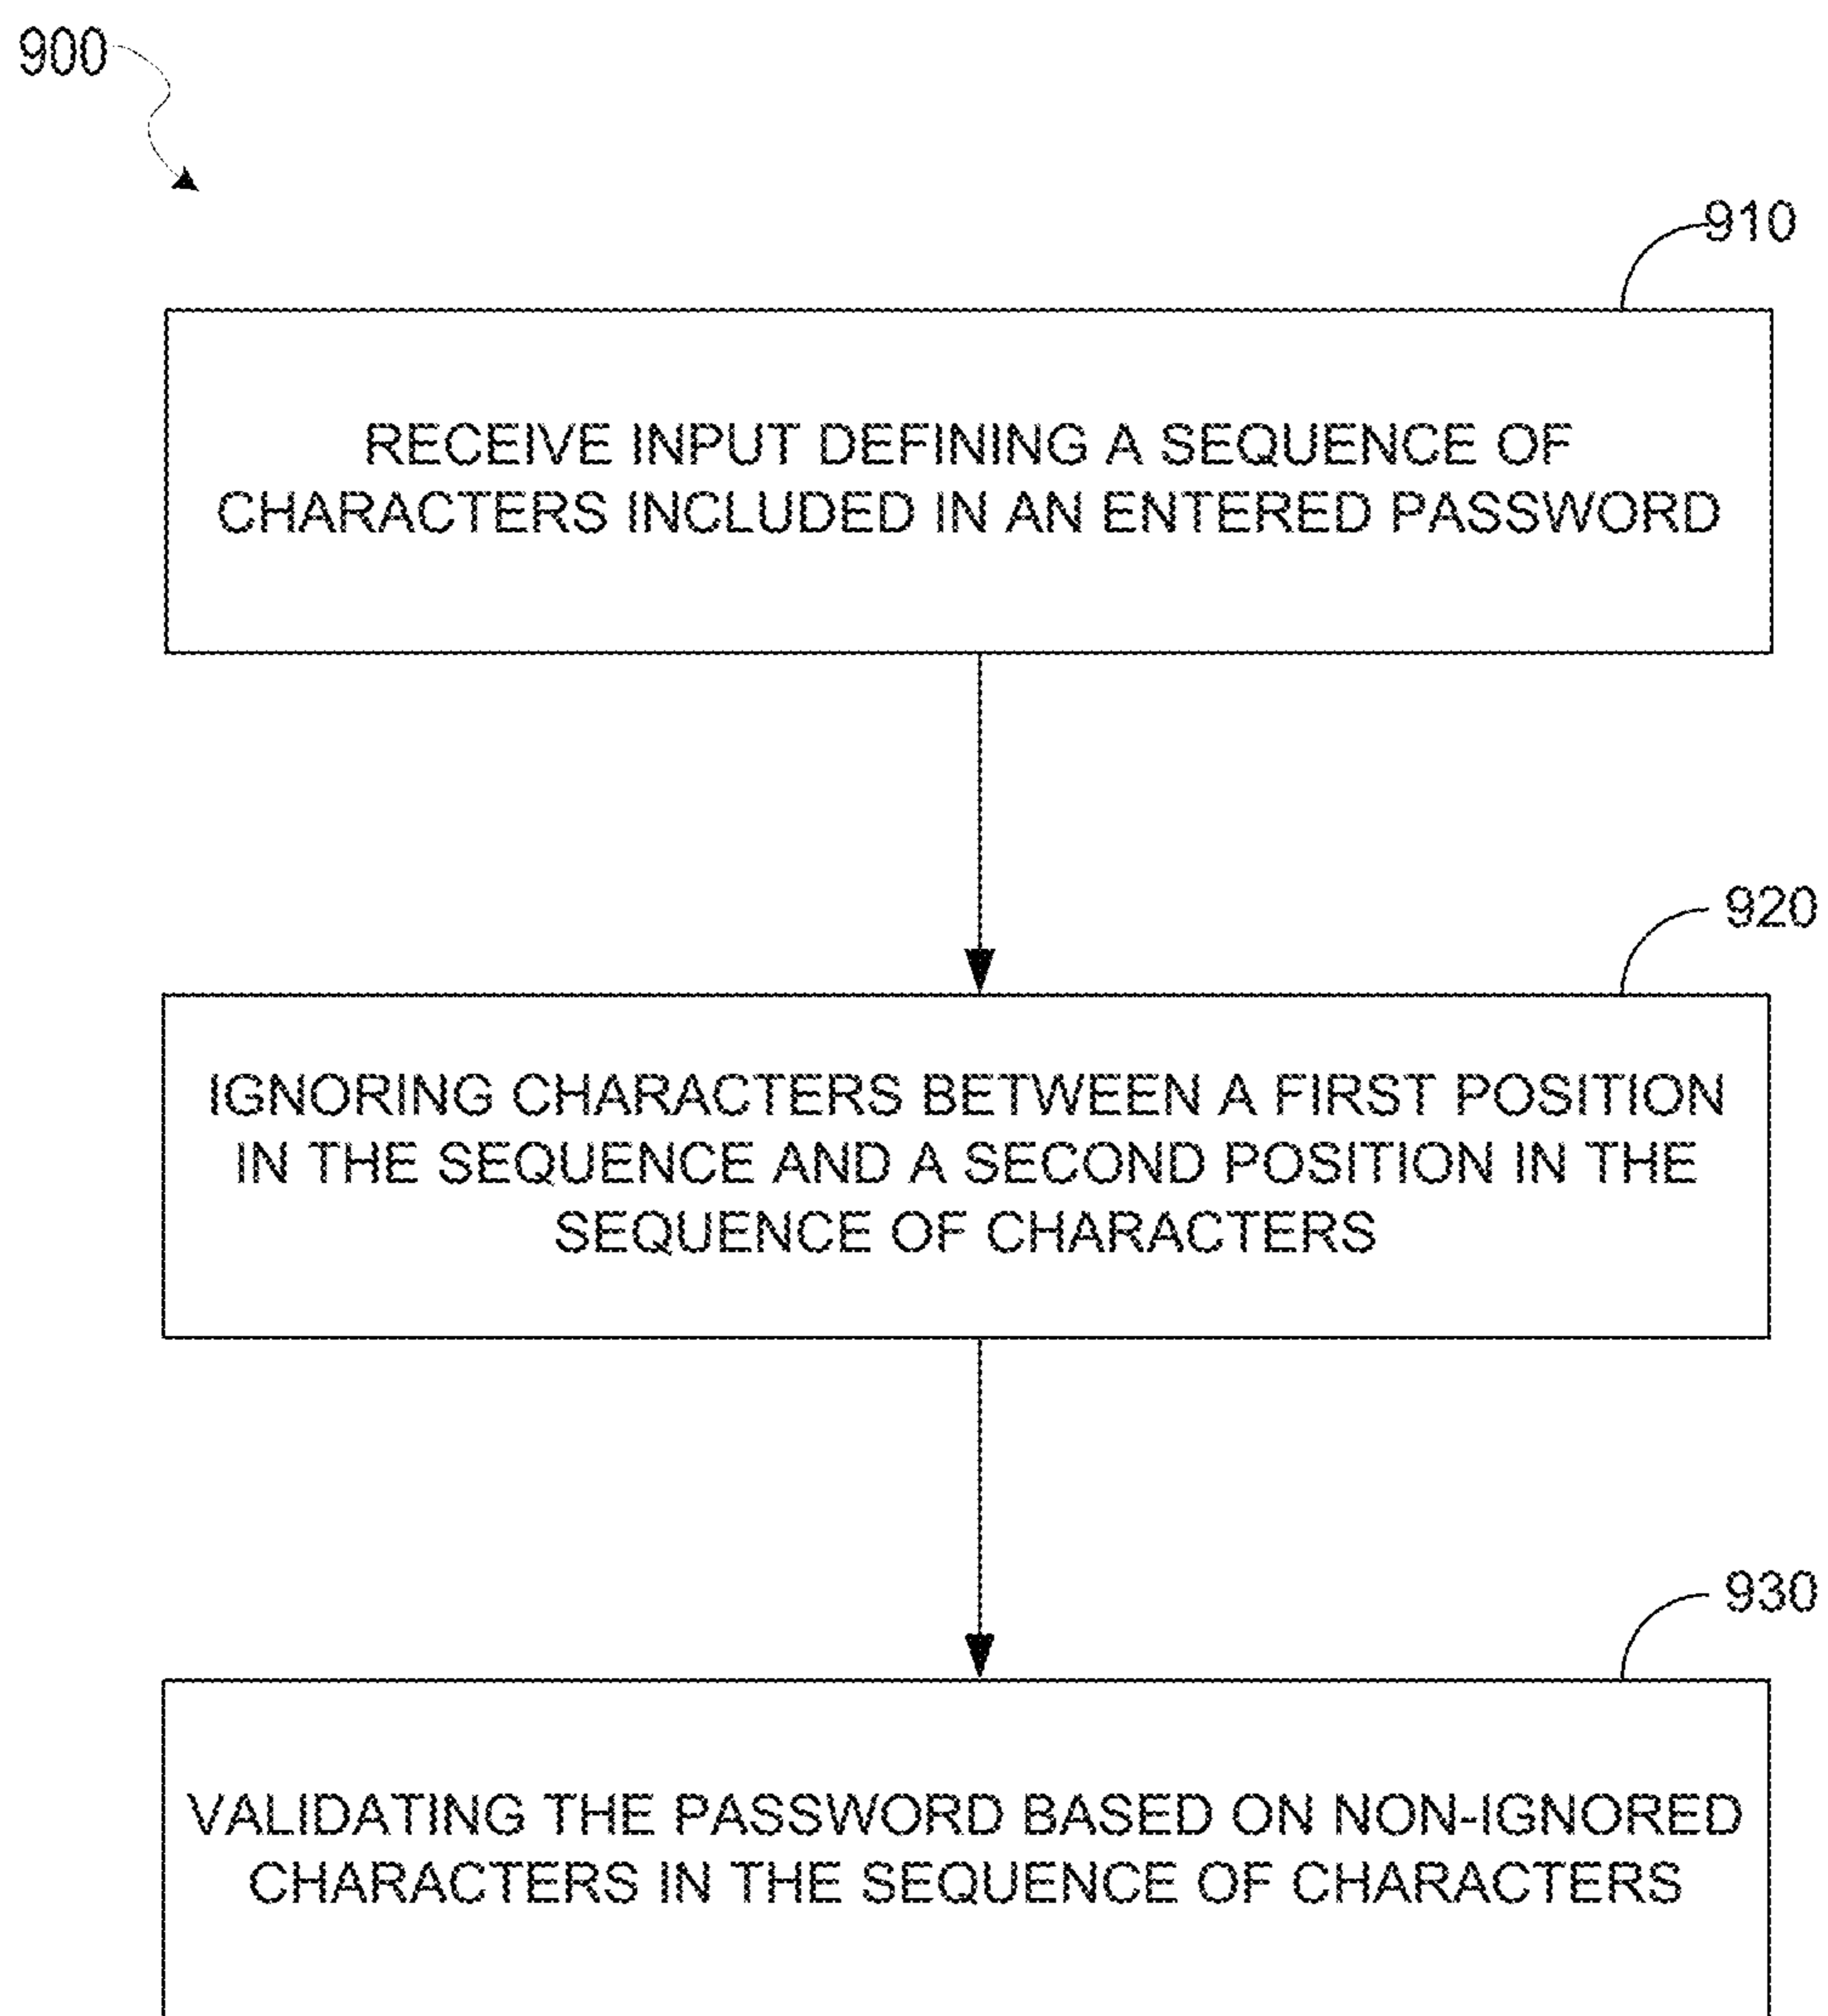 900
910
RECEIVE INPUT DEFINING A SEQUENCE OF
CHARACTERS INCLUDED IN AN ENTERED PASSWORD
920
IGNORING CHARACTERS BETWEEN A FIRST POSITION
IN THE SEQUENCE AND A SECOND POSITION IN THE
SEQUENCE OF CHARACTERS
930
VALIDATING THE PASSWORD BASED ON NON-IGNORED
CHARACTERS IN THE SEQUENCE OF CHARACTERS